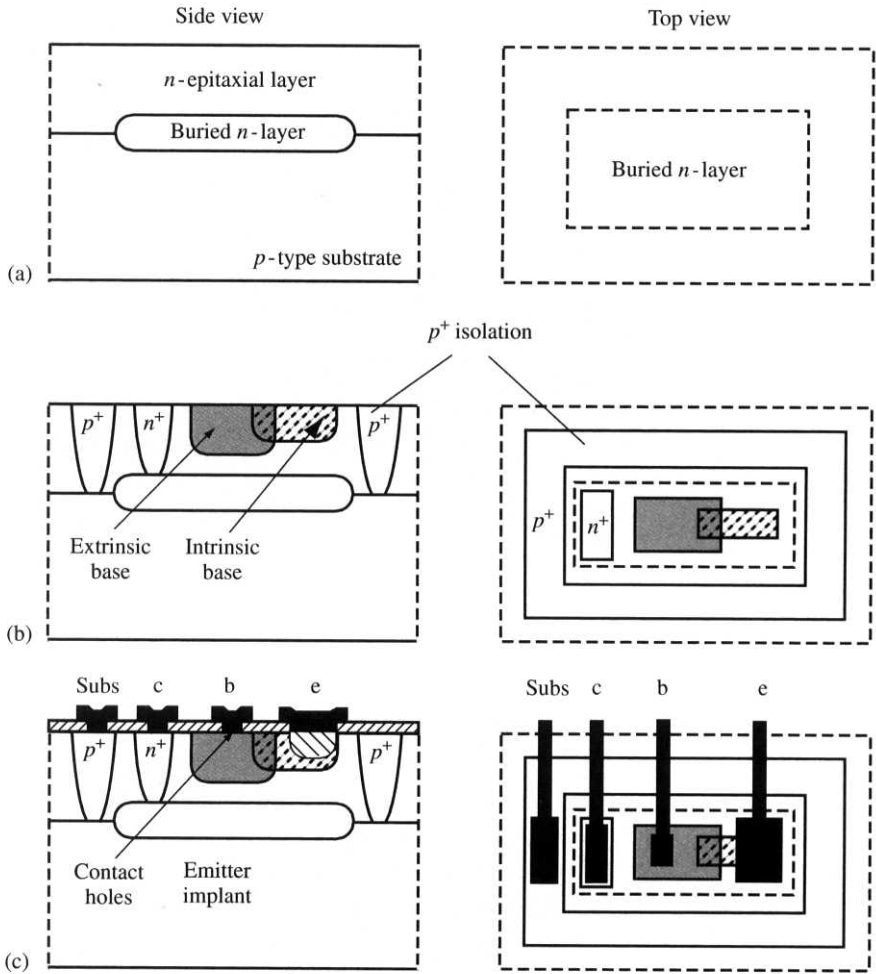 Side view
Top view
n-epitaxial layer
Buried n-layer
p-type substrate
Buried n-layer
(a)
p⁺ isolation
p⁺
n⁺
p⁺
p⁺
n⁺
Extrinsic
base
Intrinsic
base
(b)
Subs
c
b
e
Subs
c
b
e
p⁺
n⁺
p⁺
Contact
holes
Emitter
implant
(c)